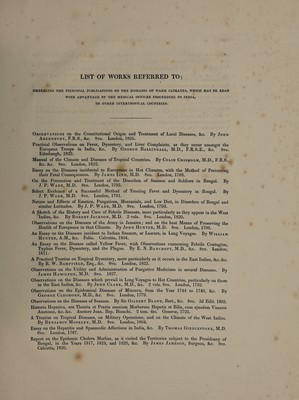 LIST OF WORKS REFERRED TO;
EMBRACING THE PRINCIPAL PUBLICATIONS ON THE DISEASES OF WARM CLIMATES, WHICH MAY BE READ
WITH ADVANTAGE BY THE MEDICAL OFFICER PROCEEDING TO INDIA,
OR OTHER INTERTROPICAL COUNTRIES.
OBSERVATIONS on the Constitutional Origin and Treatment of Local Diseases, &c. By JOHN
ABERNETHY, F.R.S., &c. 8vo. London, 1825.
Practical Observations on Fever, Dysentery, and Liver Complaints, as they occur amongst the
European Troops in India, &c. By GEORGE BALLINGALL, M.D., F.R.S.E., &c. 8vo.
Edinburgh, 1823.
Manual of the Climate and Diseases of Tropical Countries. By COLIN CHISHOLM, M.D., F.R.S.
&c. &c. 8vo. London, 1822.
Essay on the Diseases incidental to Europeans in Hot Climates, with the Method of Preventing
their Fatal Consequences. By JAMES LIND, M.D. 8vo. London, 1788.
On the Prevention and Treatment of the Disorders of Seamen and Soldiers in Bengal. By
J. P. WADE, M.D. 8vo. London, 1793.
Select Evidences of a Successful Method of Treating Fever and Dysentery in Bengal. By
J. P. WADE, M.D. 8vo. London, 1791.
Nature and Effects of Emetics, Purgatives, Mercurials, and Low Diet, in Disorders of Bengal and
similar Latitudes. By J. P. WADE, M.D. 8vo. London,
A Sketch of the History and Cure of Febrile Diseases, more particularly as they appear in the West
Indies, &c. By ROBERT JACKSON, M.D. 2 vols. 8vo. London, 1820.
Observations on the Diseases of the Army in Jamaica; and on the best Means of Preserving the
Health of Europeans in that Climate. By JOHN HUNTER, M.D. 8vo. London,
An Essay on the Diseases incident to Indian Seamen, or Lascars, in Long Voyages. By WILLIAM
HUNTER, A.M., &c. Folio. Calcutta, 1804.
An Essay on the Disease called Yellow Fever, with Observations concerning Febrile Contagion,
Typhus Fever, Dysentery, and the Plague. By E. N. BANCROFT, M.D., &c. 8vo. London,
1811.
A Practical Treatise on Tropical Dysentery, more particularly as it occurs in the East Indies, &c. &c.
By R. W. BAMPFIELD, Esq., &c. 8vo. London,
Observations on the Utility and Administration of Purgative Medicines in several Diseases. By
JAMES HAMILTON, M.D. 8vo.
Observations on the Diseases which prevail in Long Voyages to Hot Countries, particularly on those
in the East Indies, &c. By JOHN CLARK, M.D., &c. 2 vols. 8vo. London,
Observations on the Epidemical Diseases of Minorca, from the Year 1744 to 1749, &c. By
GEORGE CLEGHORN, M.D., &c. 8vo. London, 1779.
Observations on the Diseases of Seamen. By SIR GILBERT BLANE, Bart., &c. 8vo. 3d Edit.
Historia Hepatica, seu Theoria et Praxis omnium Morborum Hepatis et Bilis, cum ejusdem Visceris
Anatome, &c. &c. Auctore Joan. Bap. Bianchi. 2 tom. 4to. Geneva, 1725.
A Treatise on Tropical Diseases, on Military Operations, and on the Climate of the West Indies.
By BENJAMIN MOSELEY, M.D. 8vo. London,
Essay on the Hepatitis and Spasmodic Affections in India, &c. By THOMAS GIRDLESTONE, M.D.
8vo. London, 1787.
Report on the Epidemic Cholera Morbus, as it visited the Territories subject to the Presidency of
Bengal, in the Years 1817, 1818, and 1819, &c. By JAMES JAMESON, Surgeon, &c. 8vo.
Calcutta, 1820.